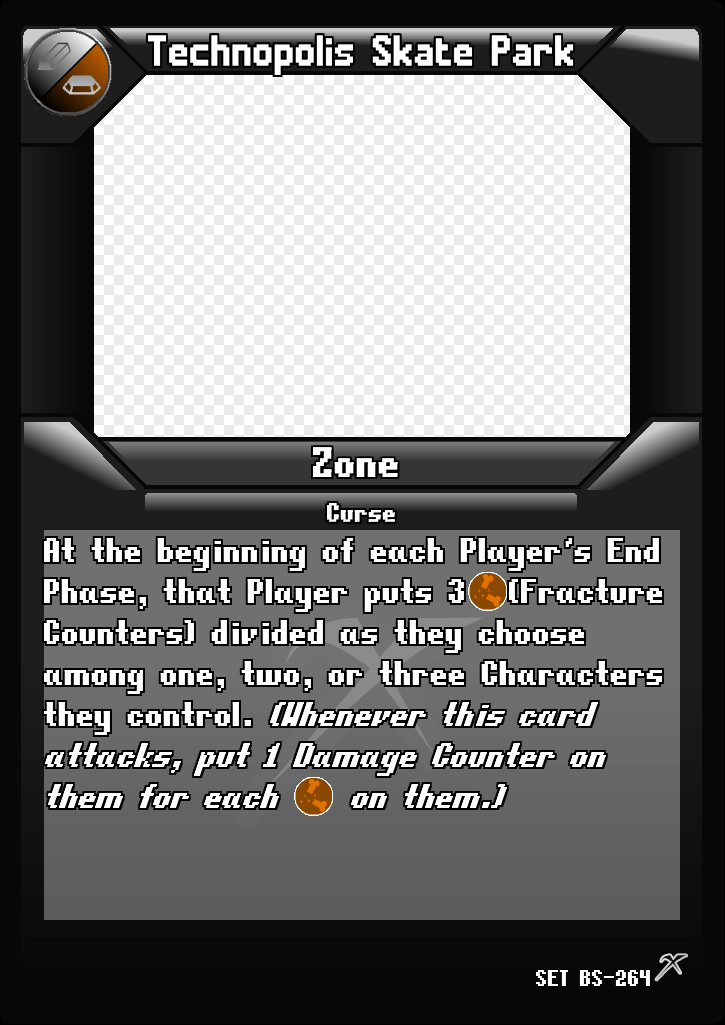 Technopolis Skate Park
Zone
Curse
At the beginning of each Player's End
Phase, that Player puts 3 (Fracture
Counters) divided as they choose
among one, two, or three Characters
they control. (Whenever this card
attacks, put 1 Damage Counter on
them for each on them.)
SET BS-264